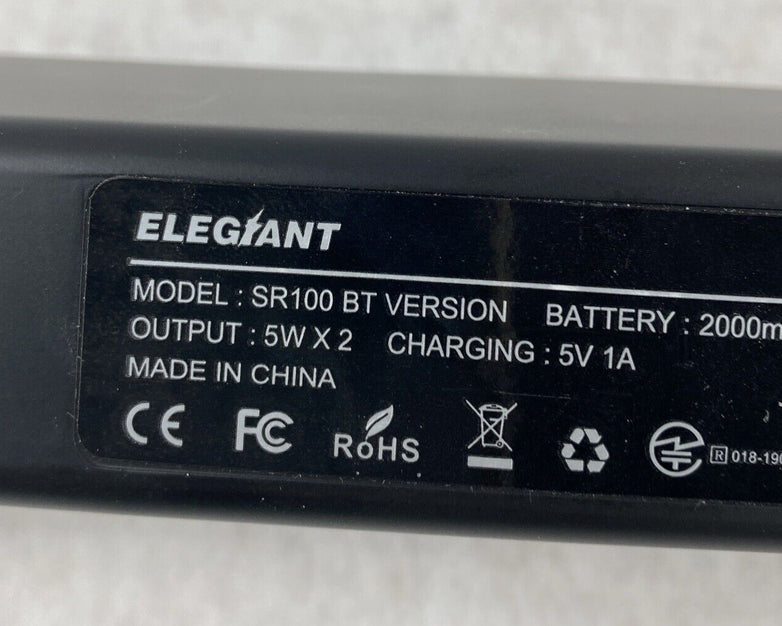 ELEGIANT
MODEL : SR100 BT VERSION BATTERY : 2000m
OUTPUT : 5W X 2 CHARGING : 5V 1A
MADE IN CHINA
CE FC RoHS R 018-190